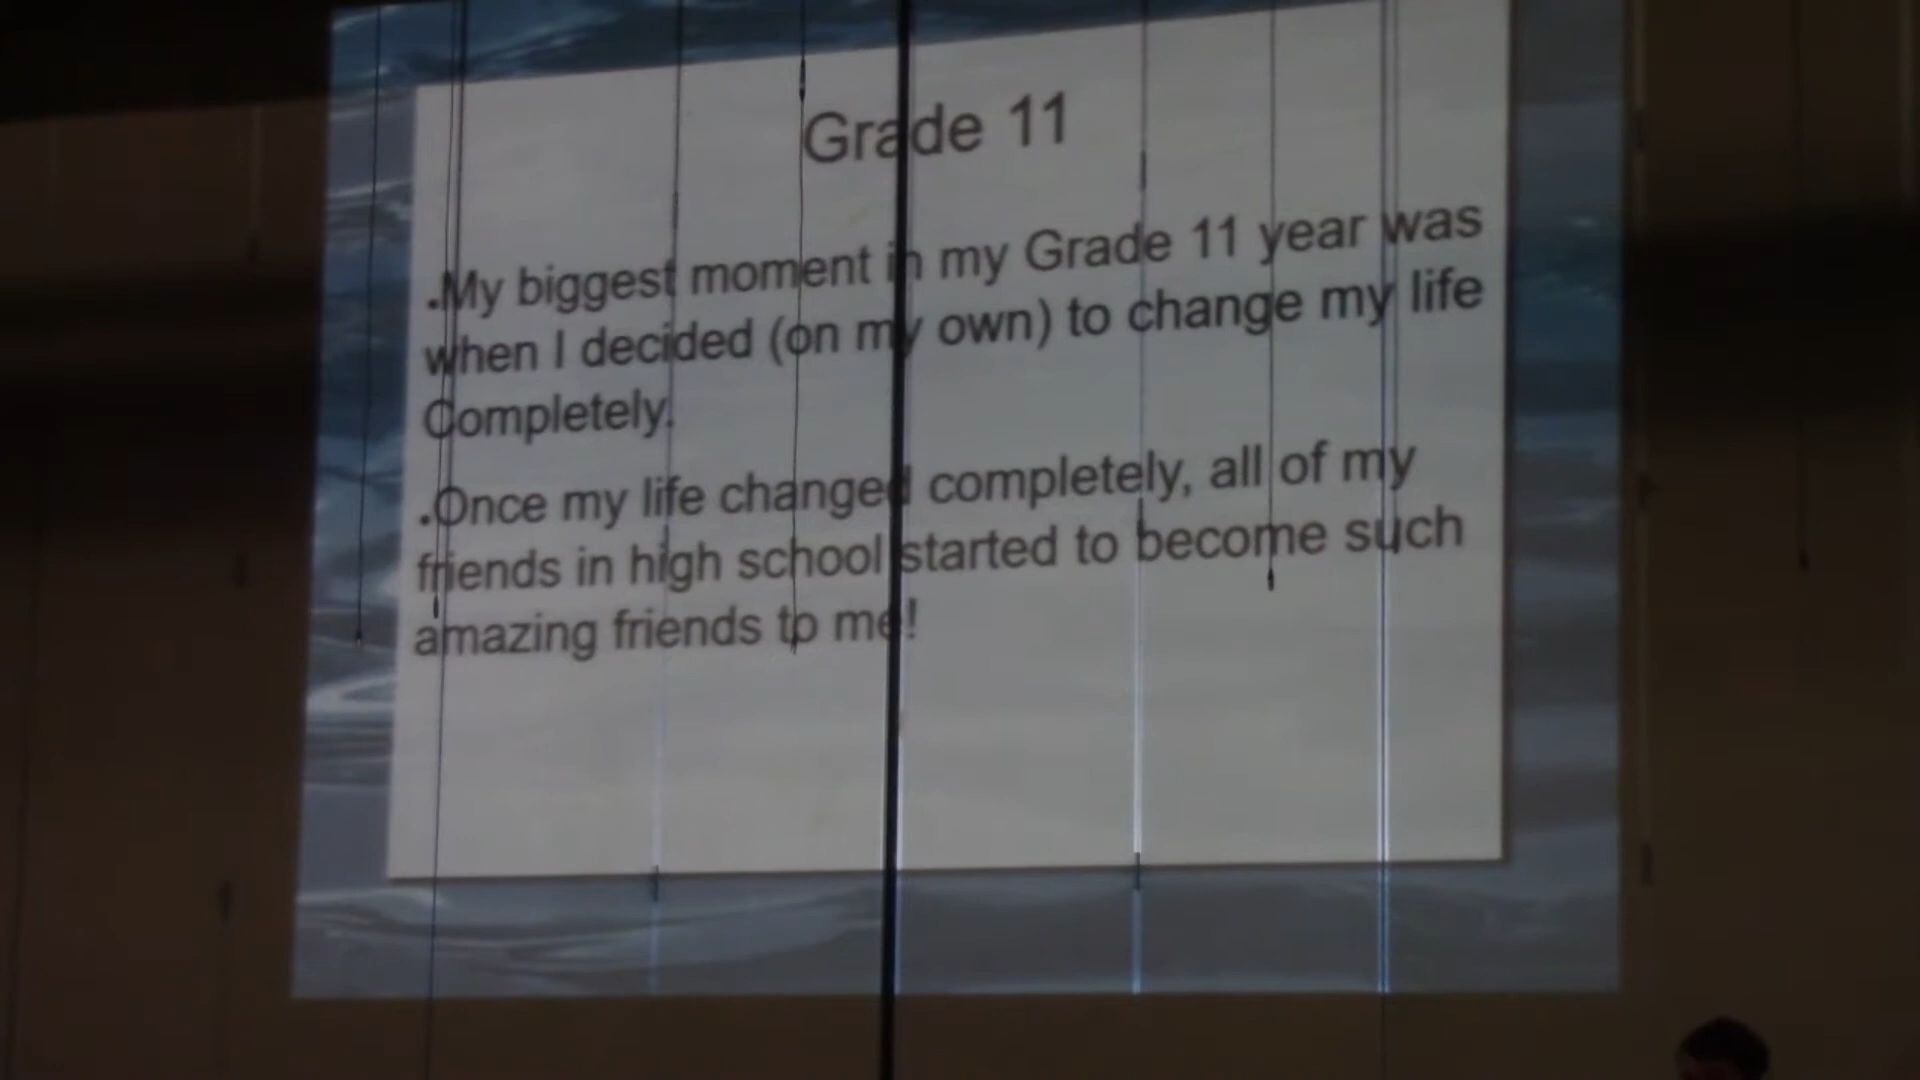 Grade 11
.My biggest moment in my Grade 11 year was
when I decided (on my own) to change my life
Completely.
.Once my life changed completely, all of my
friends in high school started to become such
amazing friends to me!